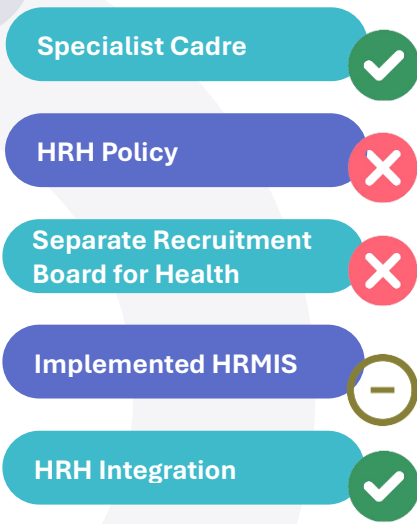 Specialist Cadre
HRH Policy
Separate Recruitment
Board for Health
Implemented HRMIS
HRH Integration